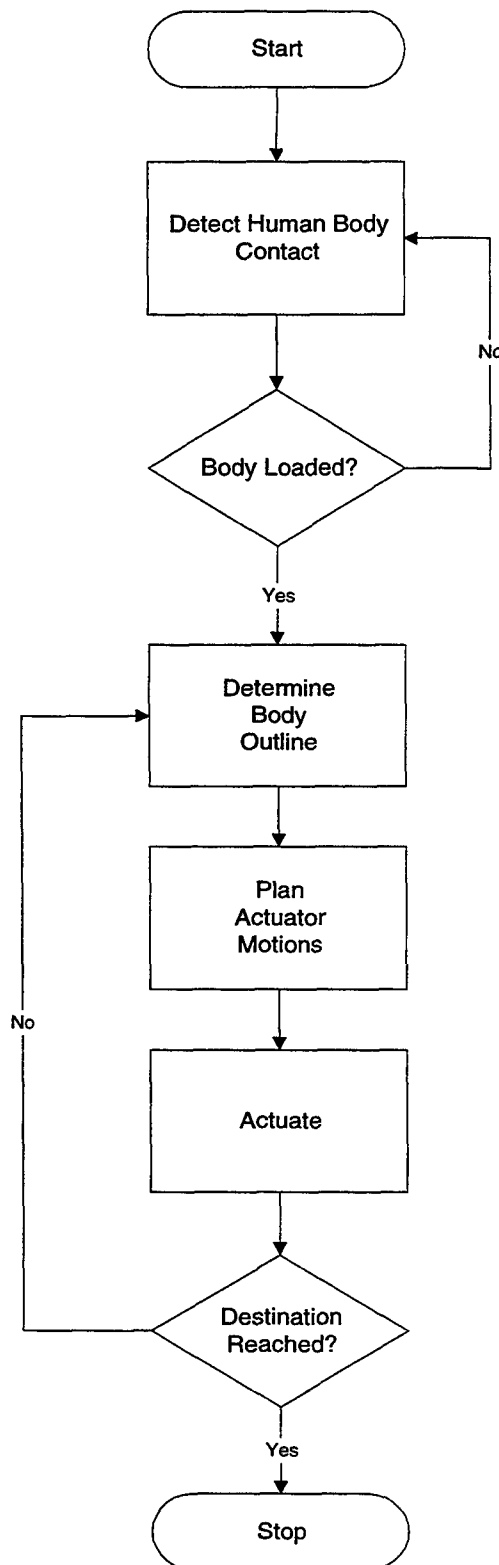 Start
Detect Human Body
Contact
No
Body Loaded?
Yes
Determine
Body
Outline
Plan
Actuator
Motions
No
Actuate
Destination
Reached?
Yes
Stop